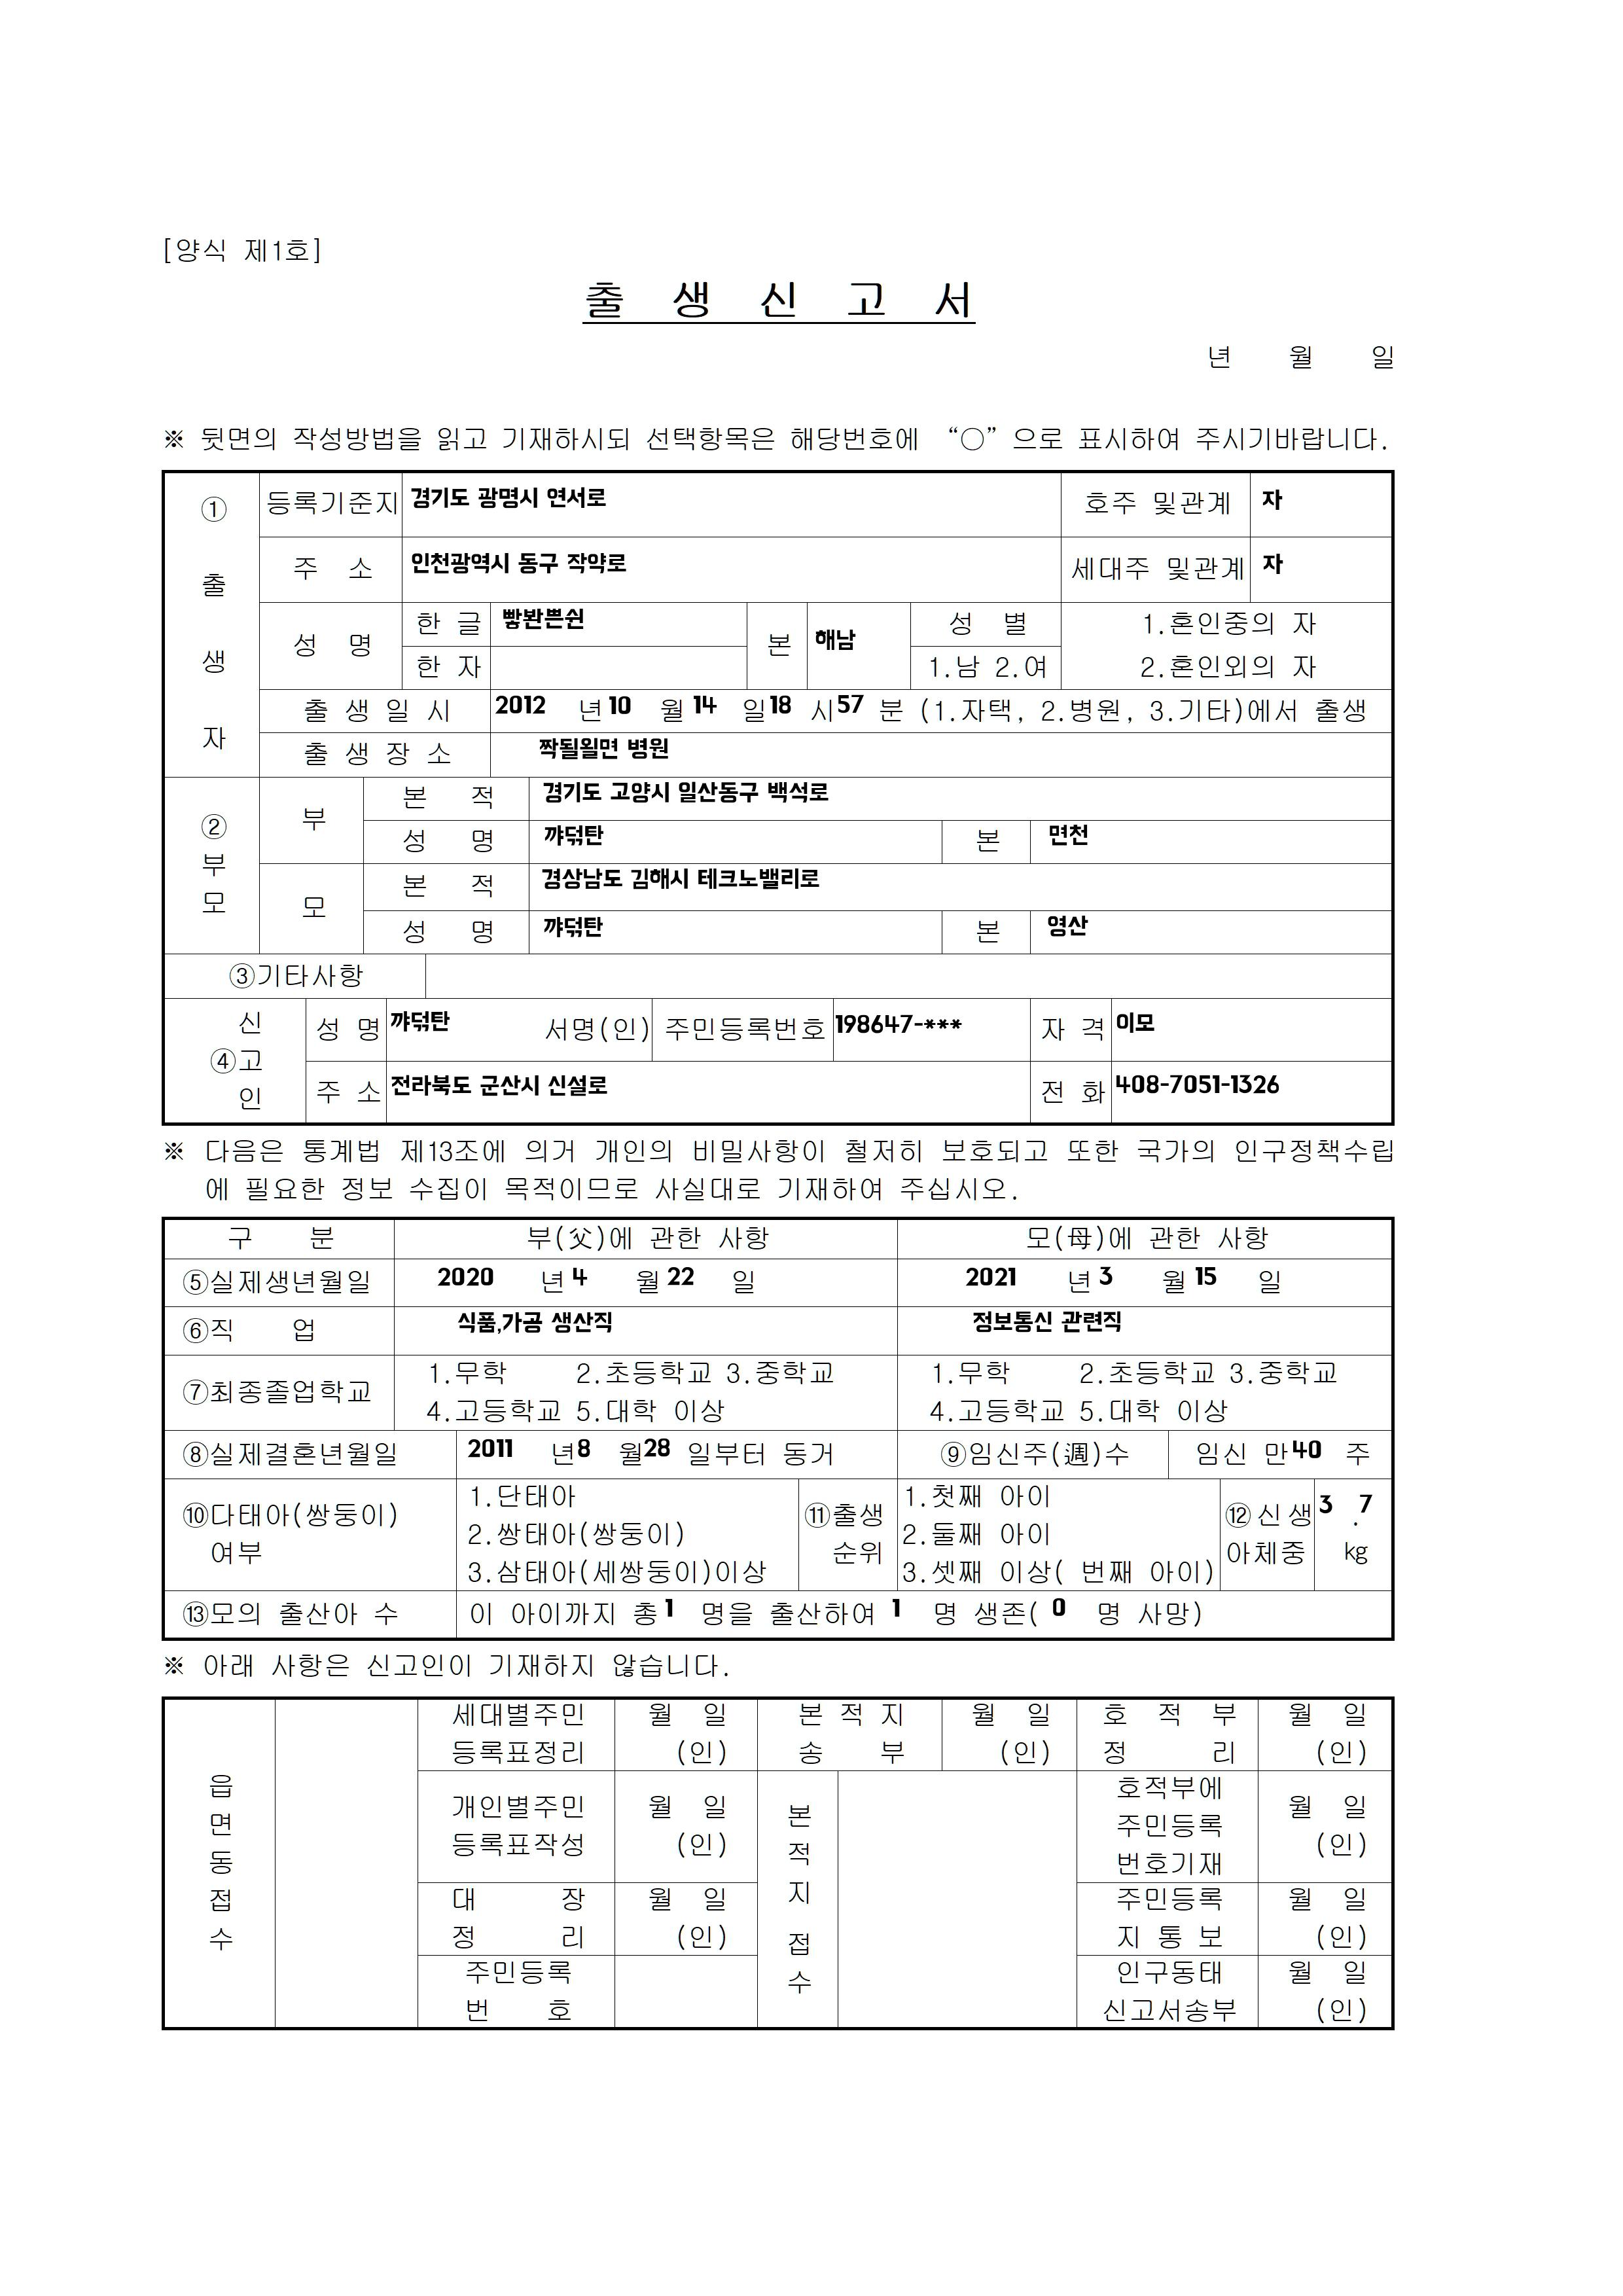 [양식 제1호]
출 생 신 고 서
년 월 일
※ 뒷면의 작성방법을 읽고 기재하시되 선택항목은 해당번호에 “○”으로 표시하여 주시기바랍니다.
① 출 생 자
등록기준지 경기도 광명시 연서로 호주 및관계 자
주 소 인천광역시 동구 작약로 세대주 및관계 자
성 명 한 글 빻봔쁜쉰 본 해남 성 별 1.혼인중의 자
한 자 1.남 2.여 2.혼인외의 자
출 생 일 시 2012 년 10 월 14 일 18 시 57 분 (1.자택, 2.병원, 3.기타)에서 출생
출 생 장 소 짝될욀면 병원
② 부 모
부 본 적 경기도 고양시 일산동구 백석로
성 명 꺄덖탄 본 면천
모 본 적 경상남도 김해시 테크노밸리로
성 명 꺄덖탄 본 영산
③기타사항
④ 신 고 인
성 명 꺄덖탄 서명(인) 주민등록번호 198647-*** 자 격 이모
주 소 전라북도 군산시 신설로 전 화 408-7051-1326
※ 다음은 통계법 제13조에 의거 개인의 비밀사항이 철저히 보호되고 또한 국가의 인구정책수립
에 필요한 정보 수집이 목적이므로 사실대로 기재하여 주십시오.
구 분 부(父)에 관한 사항 모(母)에 관한 사항
⑤실제생년월일 2020 년 4 월 22 일 2021 년 3 월 15 일
⑥직 업 식품,가공 생산직 정보통신 관련직
⑦최종졸업학교 1.무학 2.초등학교 3.중학교 1.무학 2.초등학교 3.중학교
4.고등학교 5.대학 이상 4.고등학교 5.대학 이상
⑧실제결혼년월일 2011 년 8 월 28 일부터 동거 ⑨임신주(週)수 임신 만 40 주
⑩다태아(쌍둥이) 여부
1.단태아
2.쌍태아(쌍둥이)
3.삼태아(세쌍둥이)이상
⑪출생 순위
1.첫째 아이
2.둘째 아이
3.셋째 이상( 번째 아이)
⑫신생 아체중 3 . 7 kg
⑬모의 출산아 수 이 아이까지 총 1 명을 출산하여 1 명 생존( 0 명 사망)
※ 아래 사항은 신고인이 기재하지 않습니다.
읍 면 동 접 수
세대별주민 등록표정리 월 일 (인)
본 적 지 송 부 월 일 (인)
호 적 부 정 리 월 일 (인)
개인별주민 등록표작성 월 일 (인)
본 적 지 접 수
호적부에 주민등록 번호기재 월 일 (인)
대 장 정 리 월 일 (인)
주민등록 지 통 보 월 일 (인)
주민등록 번 호
인구동태 신고서송부 월 일 (인)